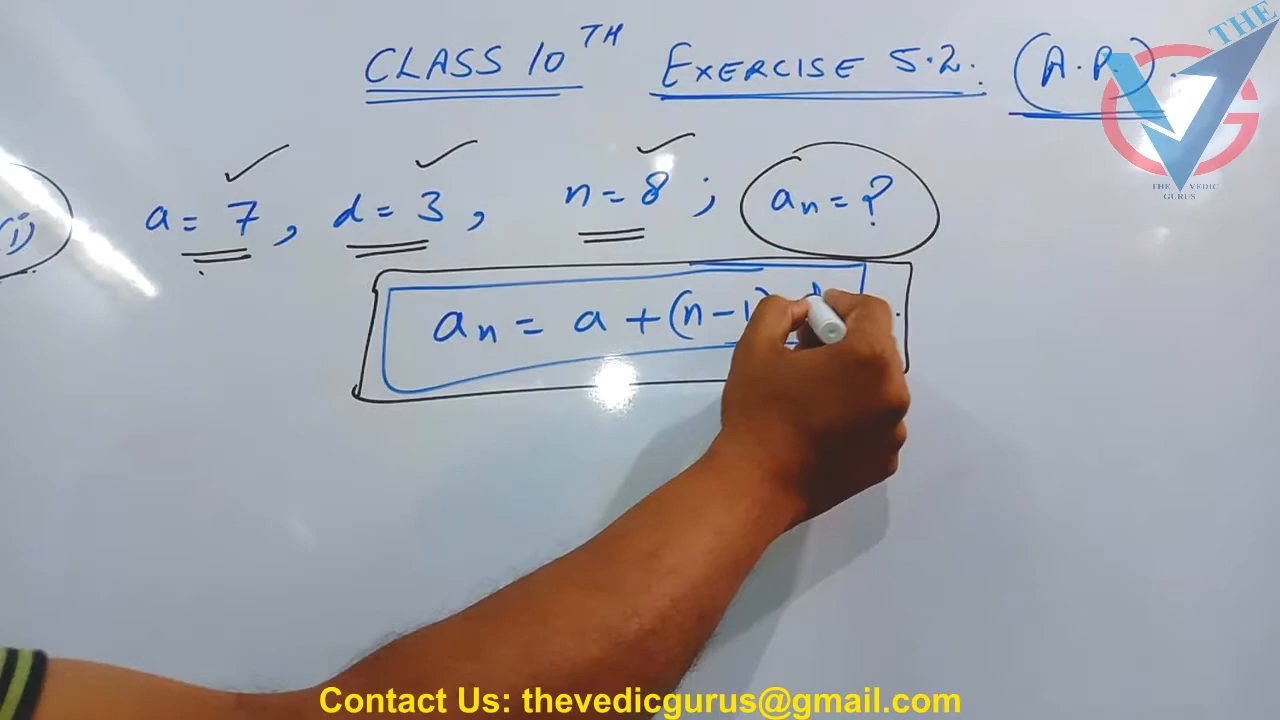 CLASS 10TH EXERCISE 5.2. (A.P.).
THE
THE VEDIC
GURUS
(i) a = 7, d = 3, n = 8 ; an = ?
an = a + (n - 1)
Contact Us: thevedicgurus@gmail.com